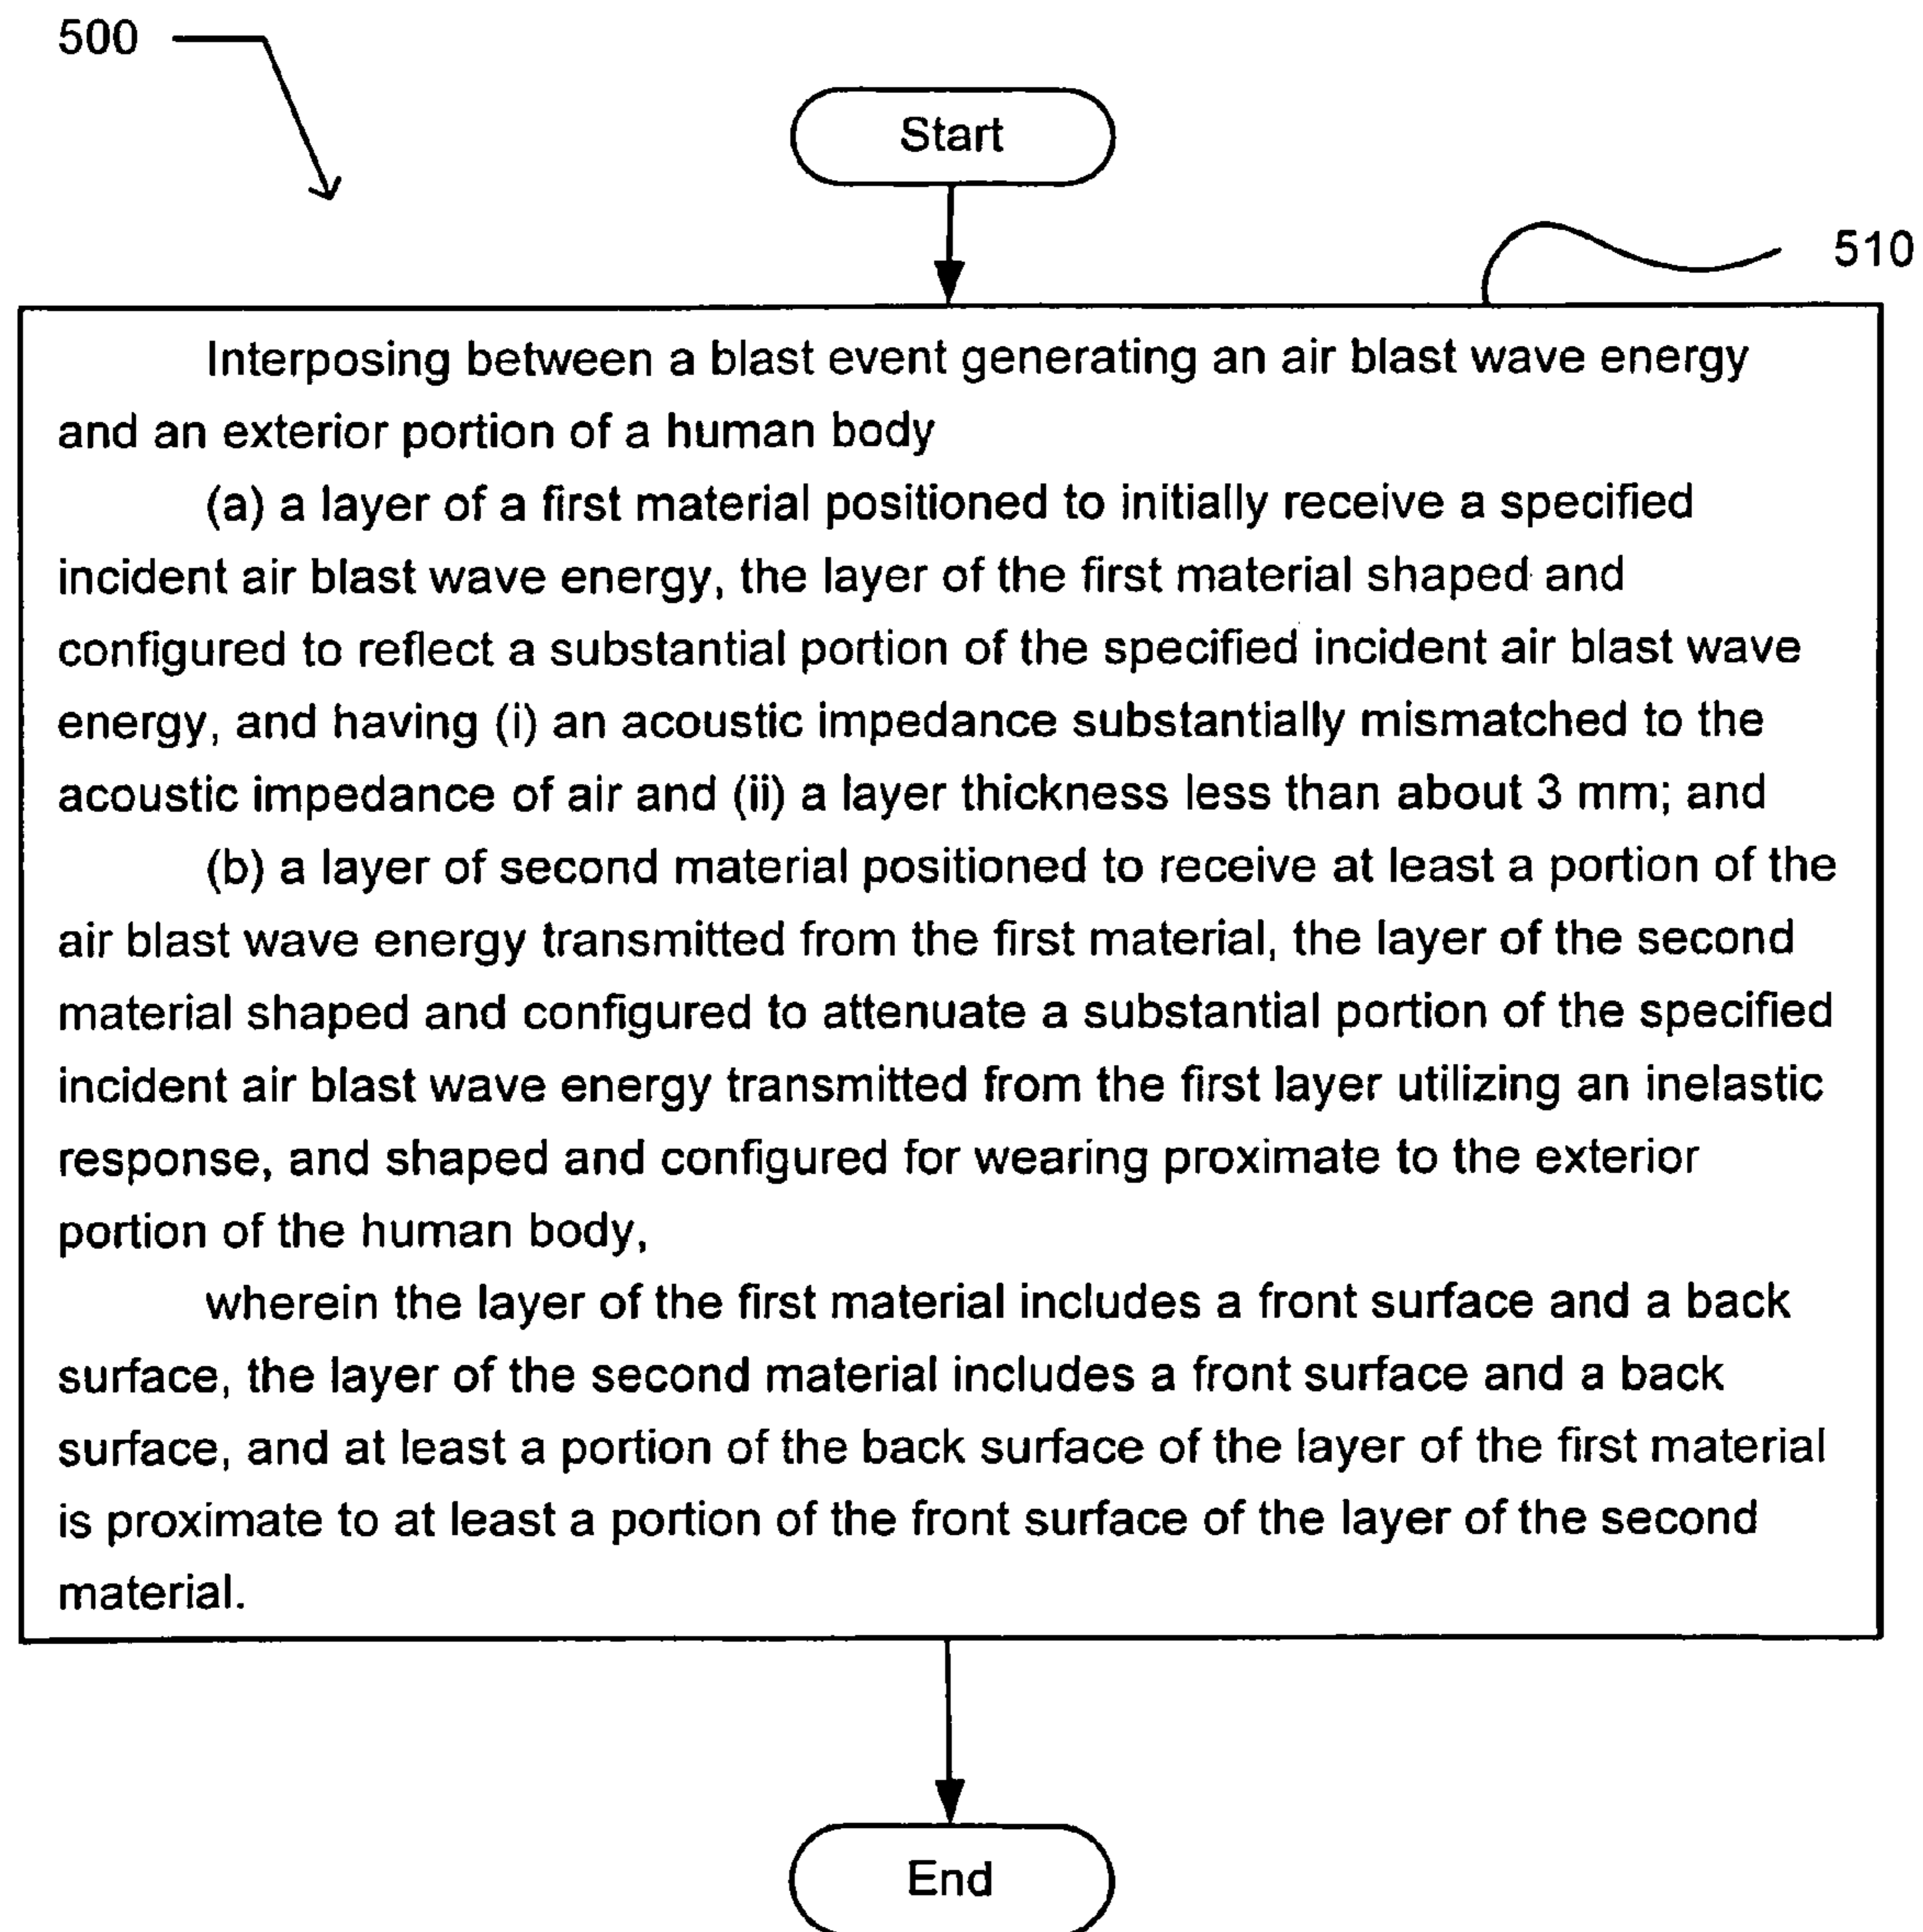 500
Start
510
Interposing between a blast event generating an air blast wave energy
and an exterior portion of a human body
(a) a layer of a first material positioned to initially receive a specified
incident air blast wave energy, the layer of the first material shaped and
configured to reflect a substantial portion of the specified incident air blast wave
energy, and having (i) an acoustic impedance substantially mismatched to the
acoustic impedance of air and (ii) a layer thickness less than about 3 mm; and
(b) a layer of second material positioned to receive at least a portion of the
air blast wave energy transmitted from the first material, the layer of the second
material shaped and configured to attenuate a substantial portion of the specified
incident air blast wave energy transmitted from the first layer utilizing an inelastic
response, and shaped and configured for wearing proximate to the exterior
portion of the human body,
wherein the layer of the first material includes a front surface and a back
surface, the layer of the second material includes a front surface and a back
surface, and at least a portion of the back surface of the layer of the first material
is proximate to at least a portion of the front surface of the layer of the second
material.
End